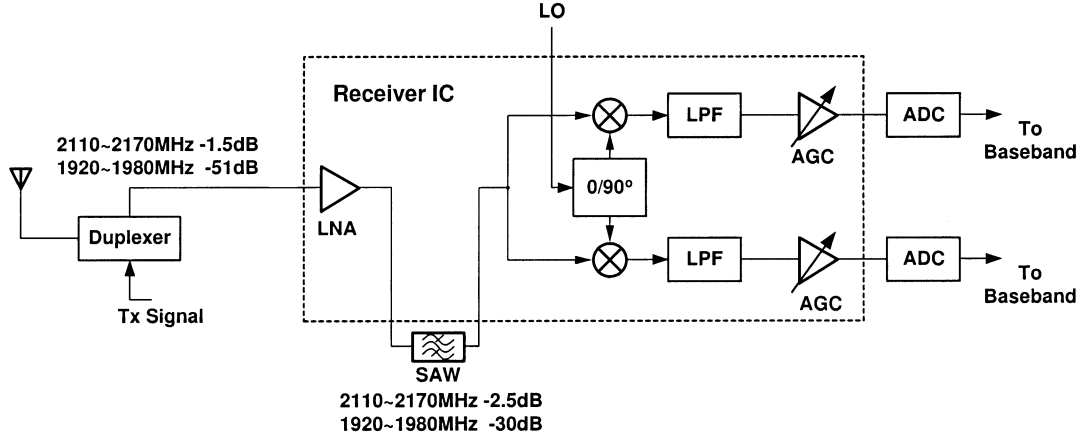 LO
Receiver IC
2110~2170MHz -1.5dB
1920~1980MHz -51dB
LPF
AGC
ADC
To
Baseband
0/90º
LNA
Duplexer
Tx Signal
LPF
AGC
ADC
To
Baseband
SAW
2110~2170MHz -2.5dB
1920~1980MHz -30dB